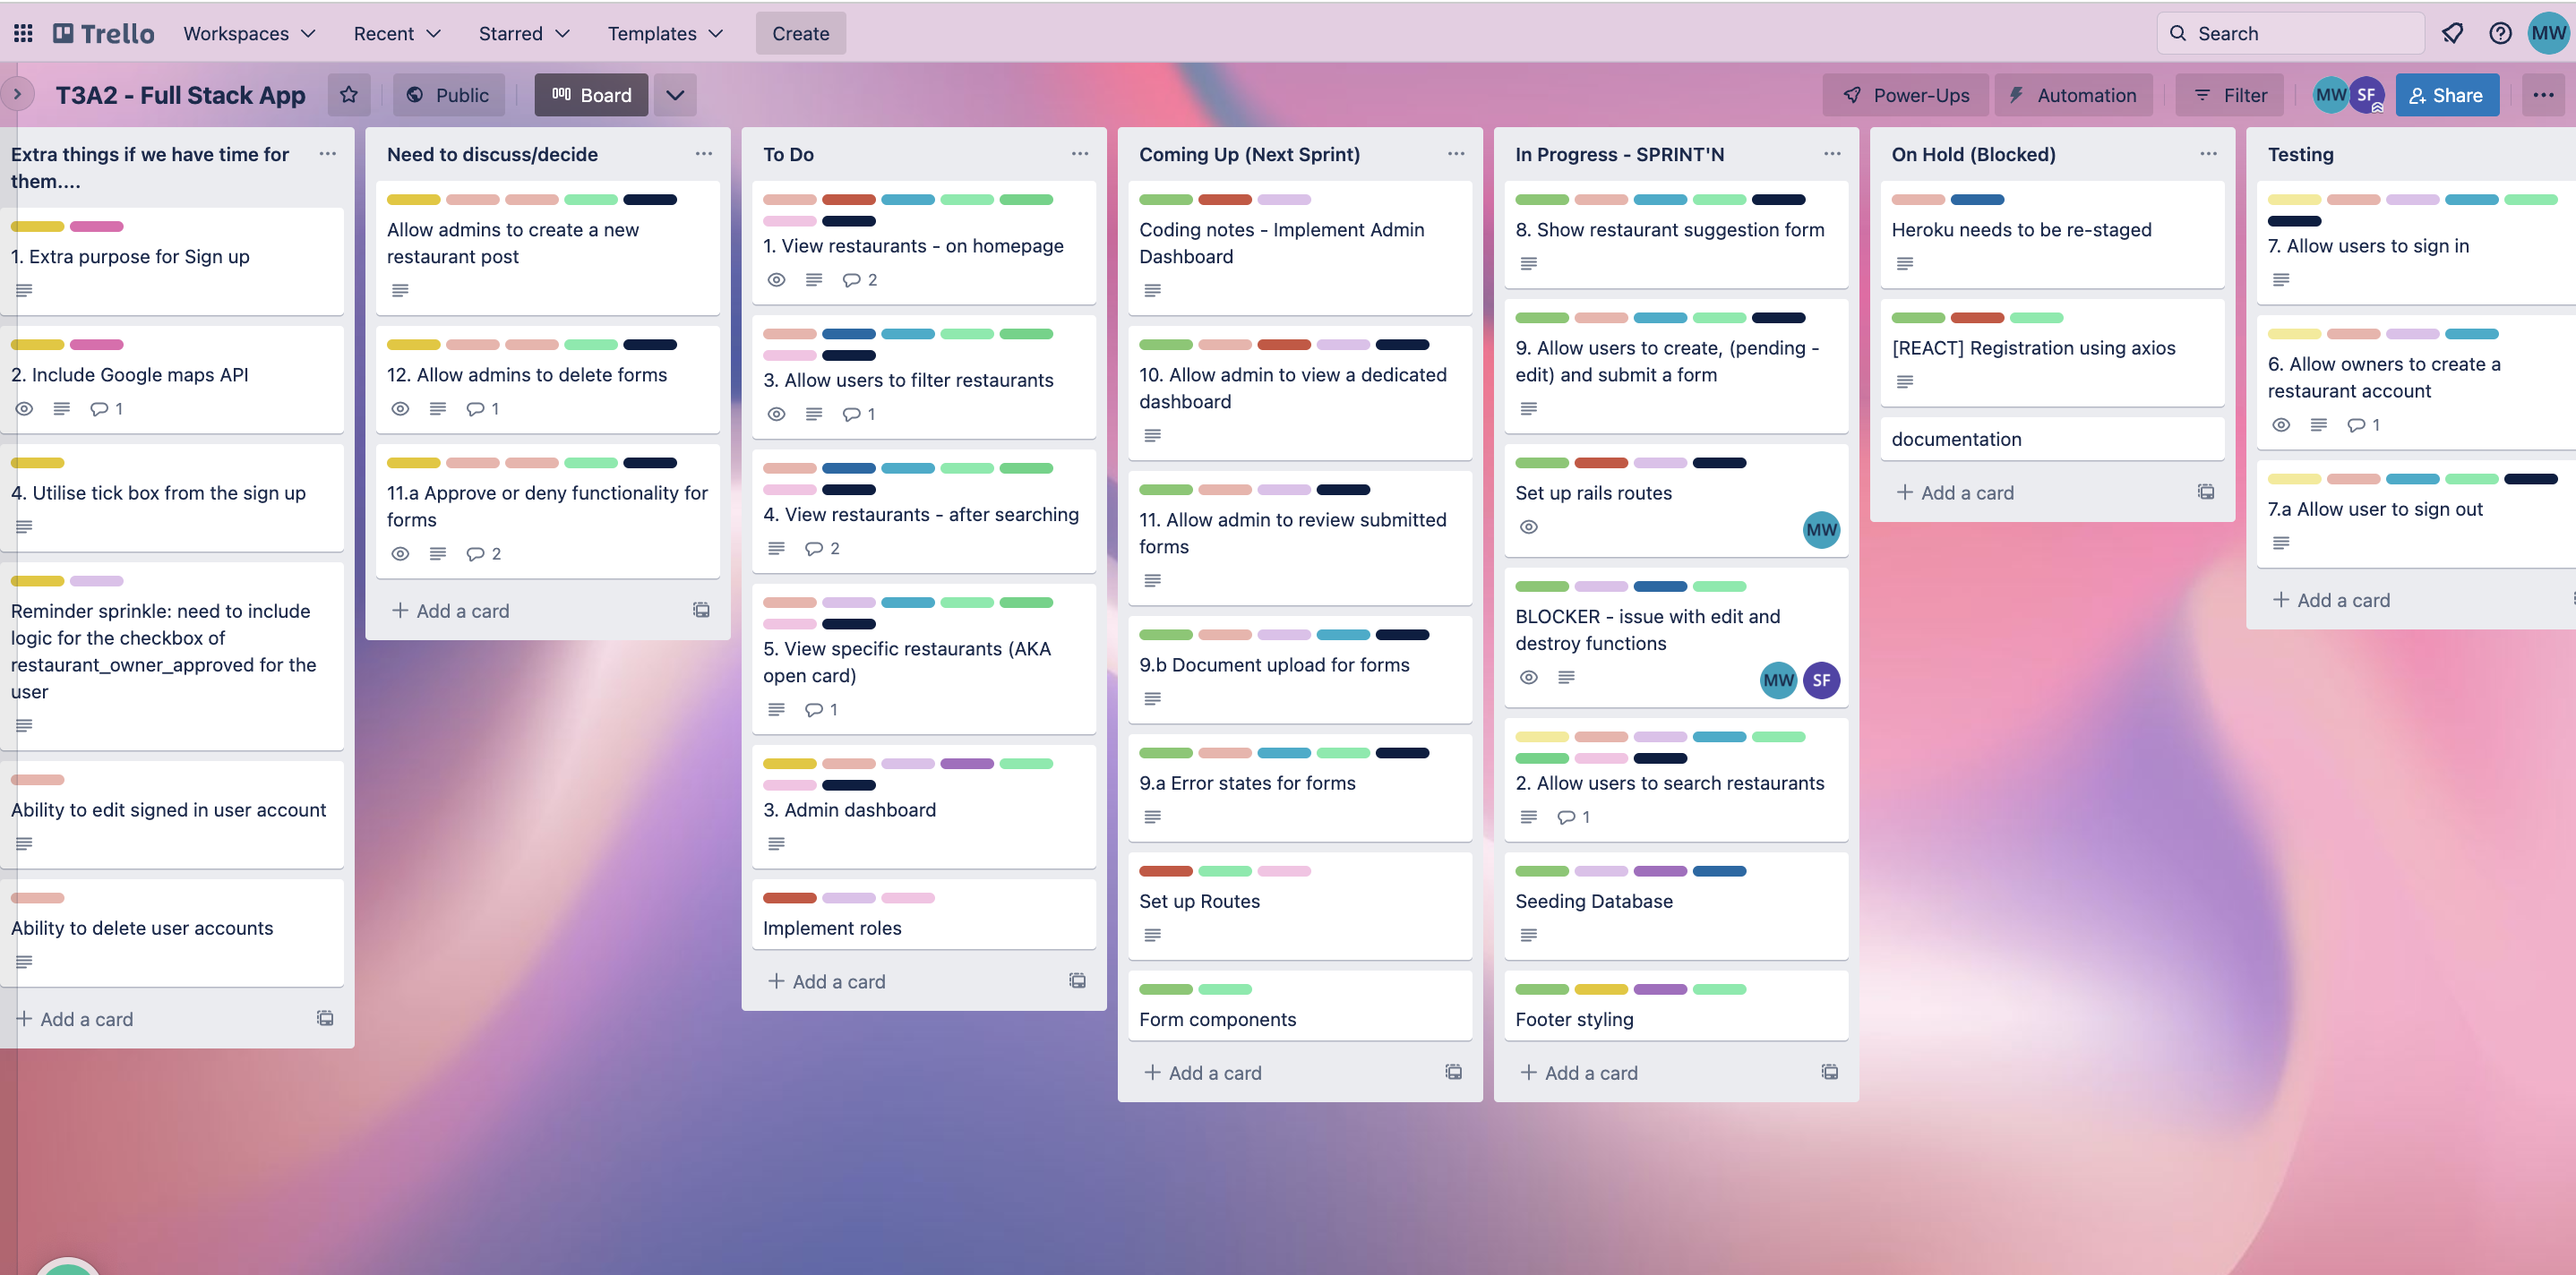 Trello
Workspaces
Recent
Starred
Templates
Create
Search
MW
T3A2 - Full Stack App
Public
Board
Power-Ups
Automation
Filter
MW
SF
Share
Extra things if we have time for
them....
1. Extra purpose for Sign up
2. Include Google maps API
1
4. Utilise tick box from the sign up
Reminder sprinkle: need to include
logic for the checkbox of
restaurant_owner_approved for the
user
Ability to edit signed in user account
Ability to delete user accounts
+ Add a card
Need to discuss/decide
Allow admins to create a new
restaurant post
12. Allow admins to delete forms
1
11.a Approve or deny functionality for
forms
2
+ Add a card
To Do
1. View restaurants - on homepage
2
3. Allow users to filter restaurants
1
4. View restaurants - after searching
2
5. View specific restaurants (AKA
open card)
1
3. Admin dashboard
Implement roles
+ Add a card
Coming Up (Next Sprint)
Coding notes - Implement Admin
Dashboard
10. Allow admin to view a dedicated
dashboard
11. Allow admin to review submitted
forms
9.b Document upload for forms
9.a Error states for forms
Set up Routes
Form components
+ Add a card
In Progress - SPRINT'N
8. Show restaurant suggestion form
9. Allow users to create, (pending -
edit) and submit a form
Set up rails routes
MW
BLOCKER - issue with edit and
destroy functions
MW
SF
2. Allow users to search restaurants
1
Seeding Database
Footer styling
+ Add a card
On Hold (Blocked)
Heroku needs to be re-staged
[REACT] Registration using axios
documentation
+ Add a card
Testing
7. Allow users to sign in
6. Allow owners to create a
restaurant account
1
7.a Allow user to sign out
+ Add a card